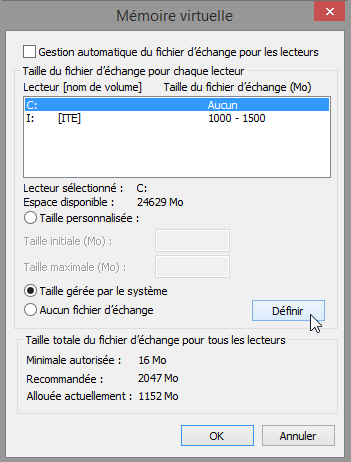 Mémoire virtuelle
Gestion automatique du fichier d'échange pour les lecteurs
Taille du fichier d'échange pour chaque lecteur
Lecteur [nom de volume] Taille du fichier d'échange (Mo)
C: Aucun
I: [ITE] 1000 - 1500
Lecteur sélectionné : C:
Espace disponible : 24629 Mo
Taille personnalisée :
Taille initiale (Mo) :
Taille maximale (Mo) :
Taille gérée par le système
Aucun fichier d'échange
Définir
Taille totale du fichier d'échange pour tous les lecteurs
Minimale autorisée : 16 Mo
Recommandée : 2047 Mo
Allouée actuellement : 1152 Mo
OK Annuler